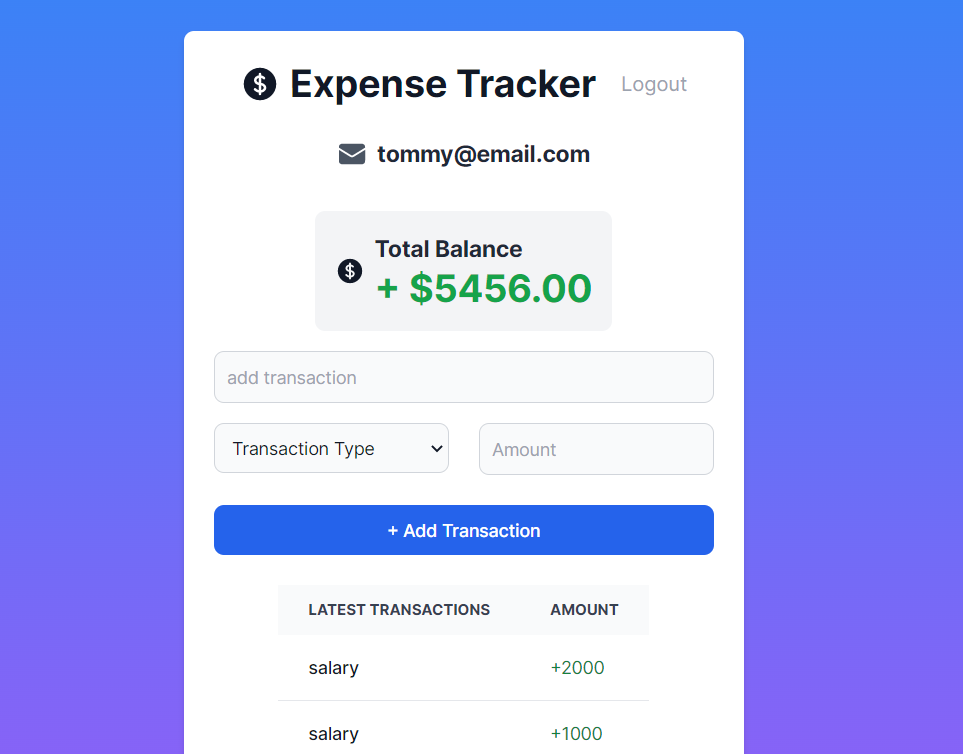 $ Expense Tracker Logout
tommy@email.com
Total Balance
$ + $5456.00
add transaction
Transaction Type Amount
+ Add Transaction
LATEST TRANSACTIONS AMOUNT
salary +2000
salary +1000